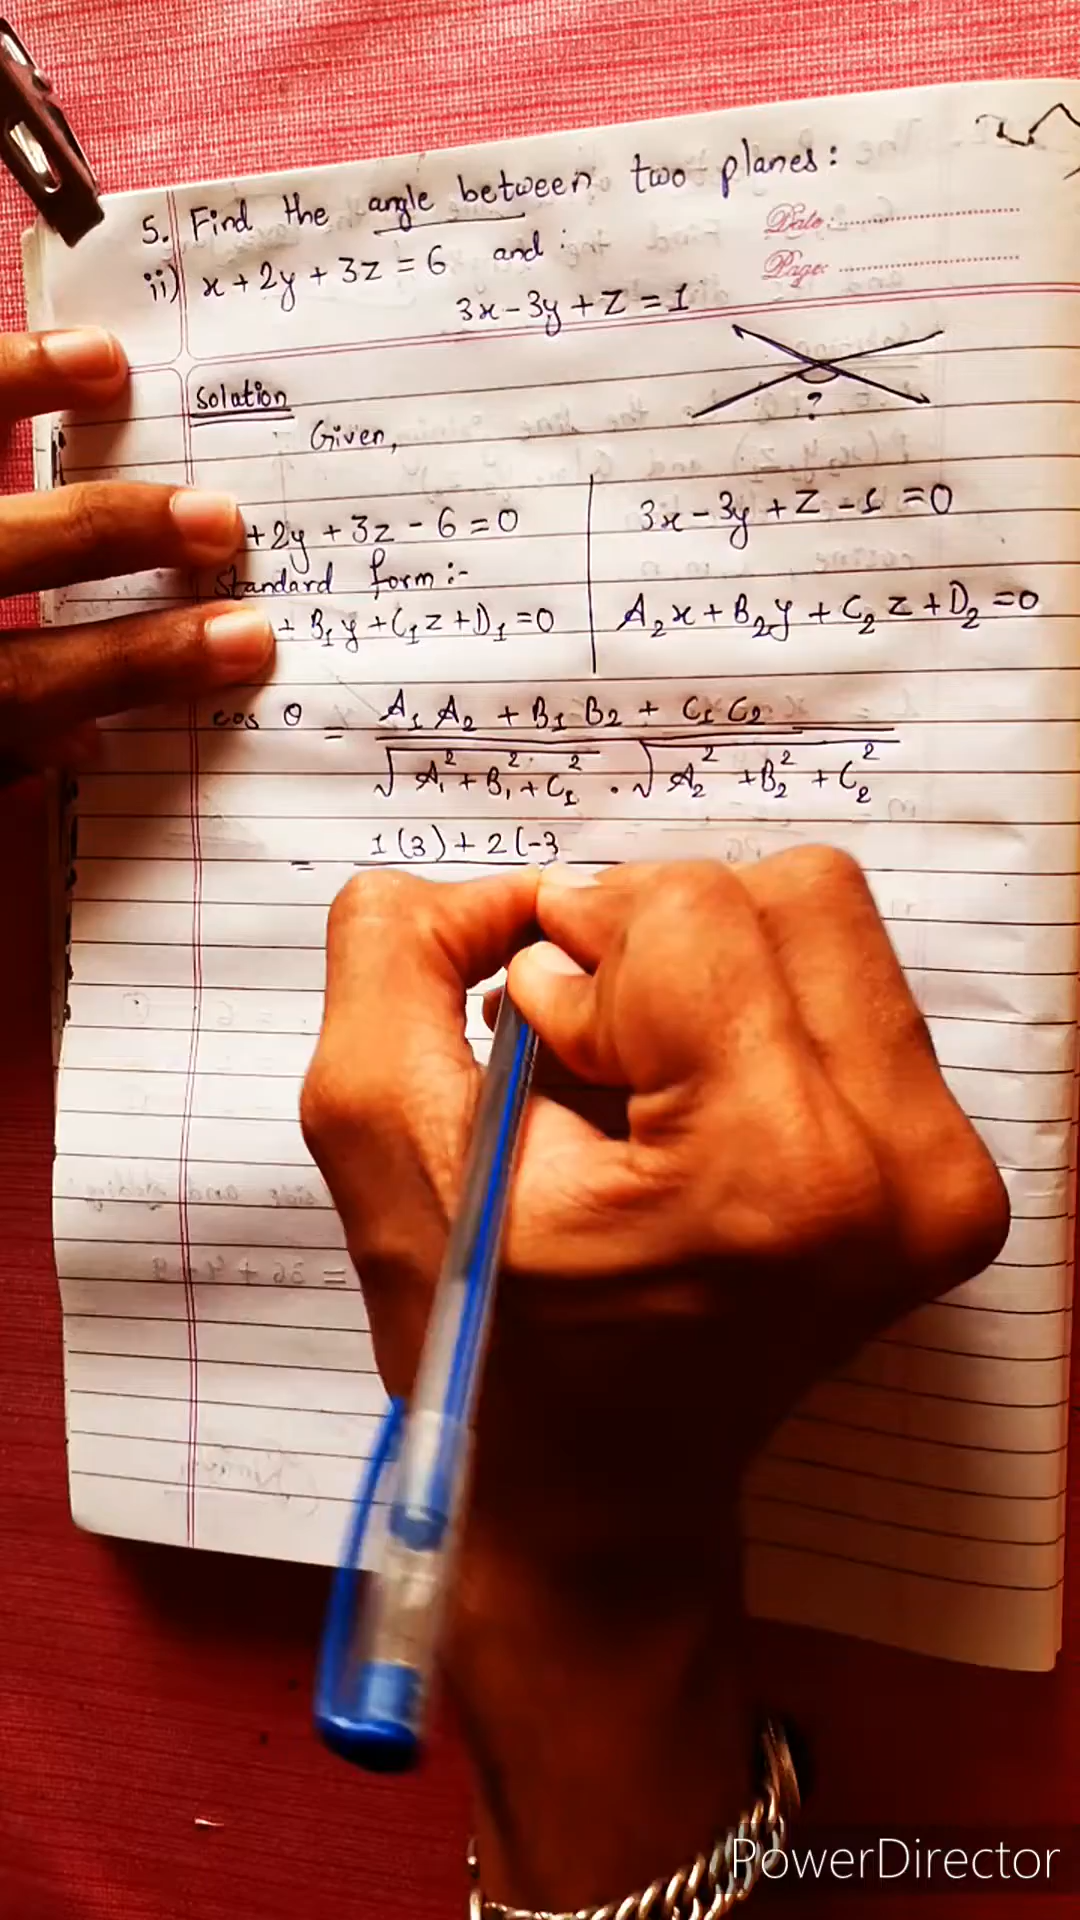 5. Find the angle between two planes:
Date:
ii) x + 2y + 3z = 6 and :
Page:
3x - 3y + z = 1
Solution
?
Given,
+ 2y + 3z - 6 = 0
3x - 3y + z - 1 = 0
Standard form :-
+ B₁y + C₁z + D₁ = 0
A₂x + B₂y + C₂z + D₂ = 0
cos θ = A₁A₂ + B₁B₂ + C₁C₂
√A₁² + B₁² + C₁² . √A₂² + B₂² + C₂²
= 1(3) + 2(-3
PowerDirector